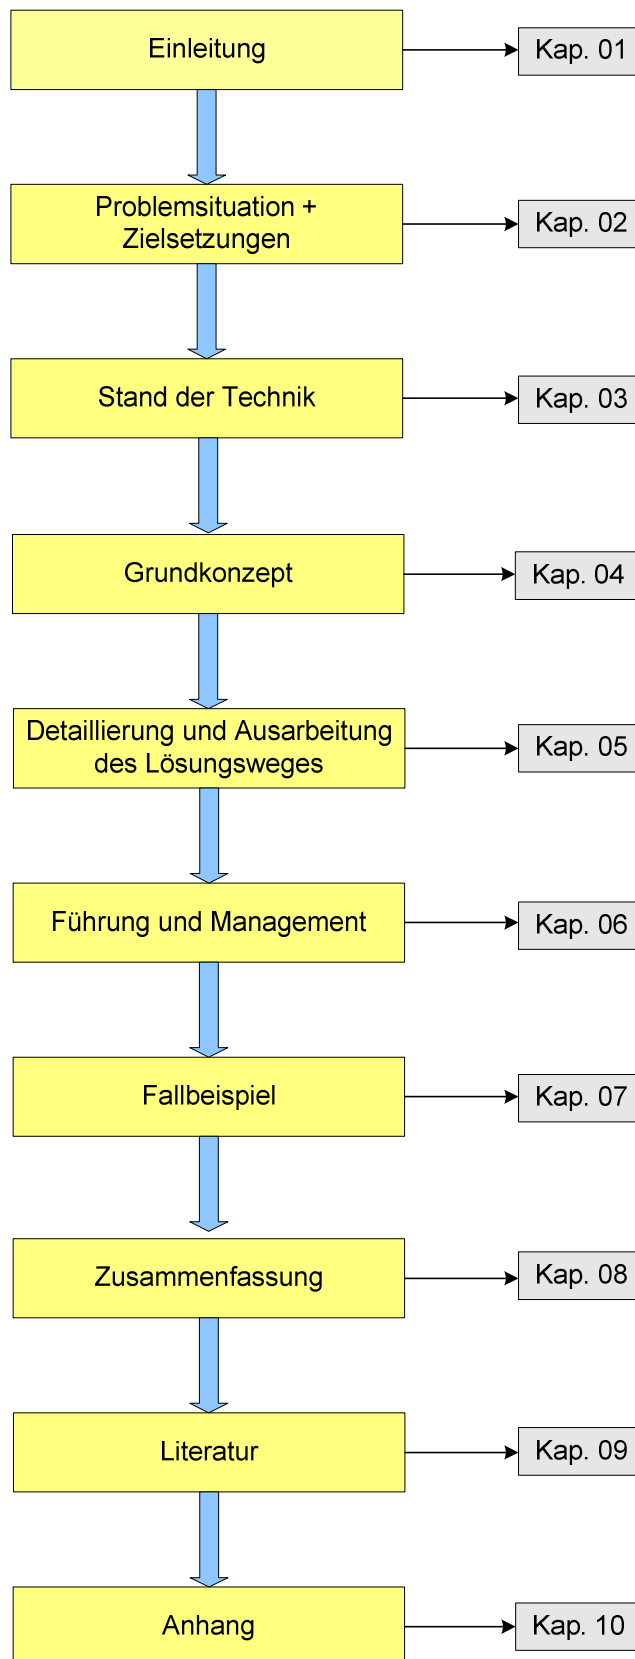 Einleitung
Kap. 01
Problemsituation +
Zielsetzungen
Kap. 02
Stand der Technik
Kap. 03
Grundkonzept
Kap. 04
Detaillierung und Ausarbeitung
des Lösungsweges
Kap. 05
Führung und Management
Kap. 06
Fallbeispiel
Kap. 07
Zusammenfassung
Kap. 08
Literatur
Kap. 09
Anhang
Kap. 10